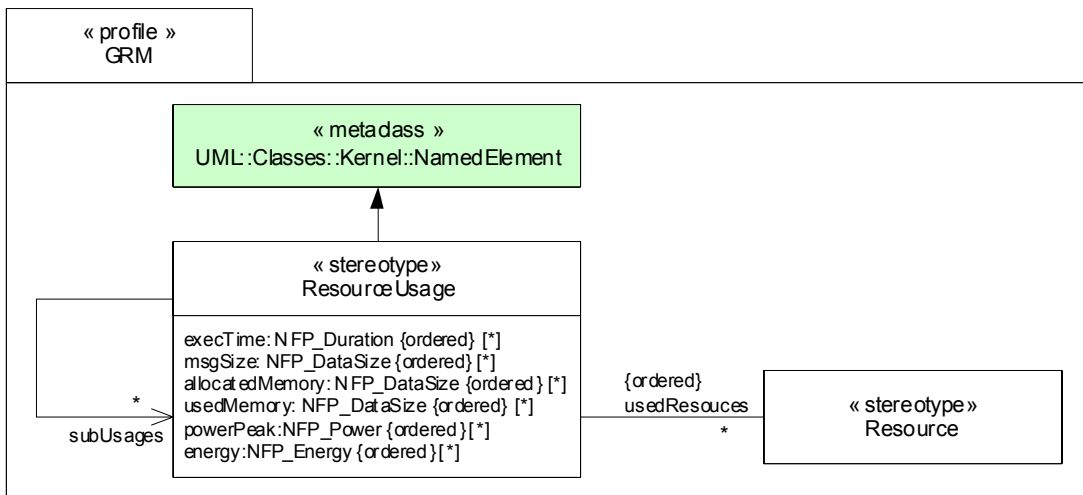 « profile »
GRM
« metaclass »
UML::Classes::Kernel::NamedElement
« stereotype»
ResourceUsage
execTime: NFP_Duration {ordered} [*]
msgSize: NFP_DataSize {ordered} [*]
allocatedMemory: NFP_DataSize {ordered} [*]
usedMemory: NFP_DataSize {ordered} [*]
powerPeak:NFP_Power {ordered}[*]
energy:NFP_Energy {ordered}[*]
*
subUsages
{ordered}
usedResouces
*
« stereotype»
Resource